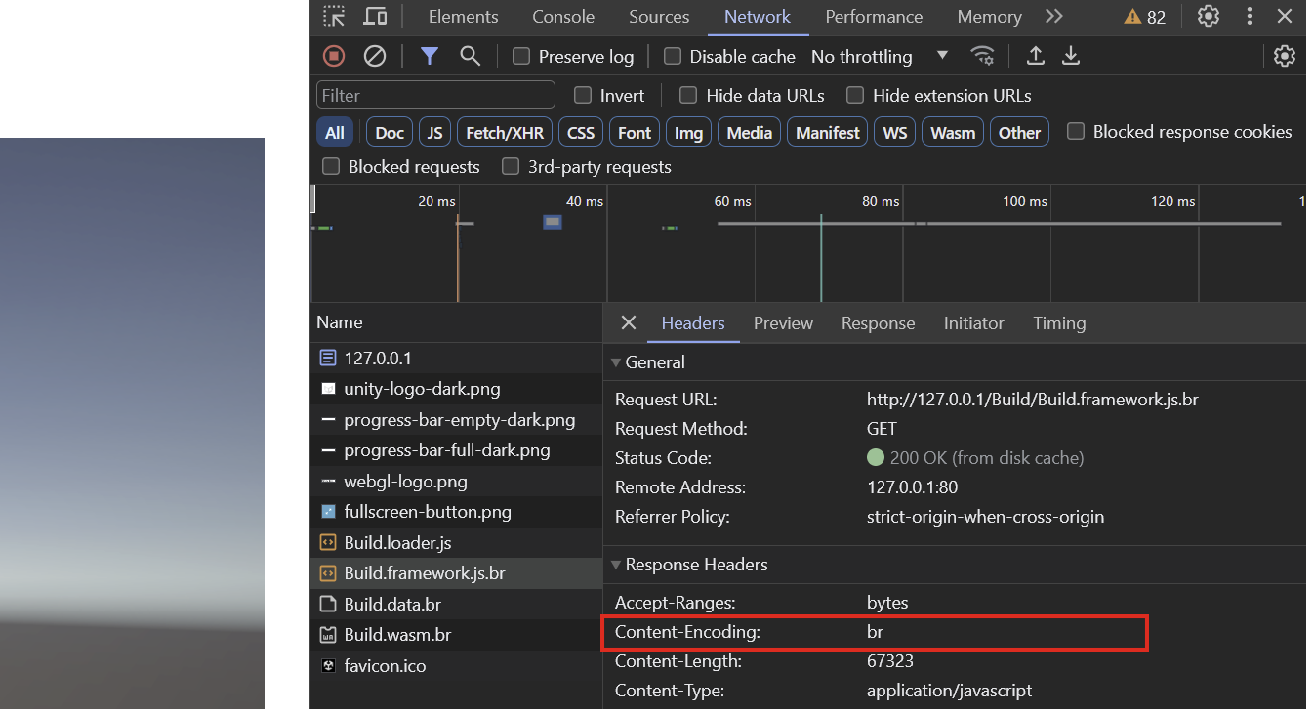 Elements Console Sources Network Performance Memory 82
Preserve log Disable cache No throttling
Filter Invert Hide data URLs Hide extension URLs
All Doc JS Fetch/XHR CSS Font Img Media Manifest WS Wasm Other Blocked response cookies
Blocked requests 3rd-party requests
20 ms 40 ms 60 ms 80 ms 100 ms 120 ms 1
Name
127.0.0.1
unity-logo-dark.png
progress-bar-empty-dark.png
progress-bar-full-dark.png
webgl-logo.png
fullscreen-button.png
Build.loader.js
Build.framework.js.br
Build.data.br
Build.wasm.br
favicon.ico
Headers Preview Response Initiator Timing
General
Request URL: http://127.0.0.1/Build/Build.framework.js.br
Request Method: GET
Status Code: 200 OK (from disk cache)
Remote Address: 127.0.0.1:80
Referrer Policy: strict-origin-when-cross-origin
Response Headers
Accept-Ranges: bytes
Content-Encoding: br
Content-Length: 67323
Content-Type: application/javascript